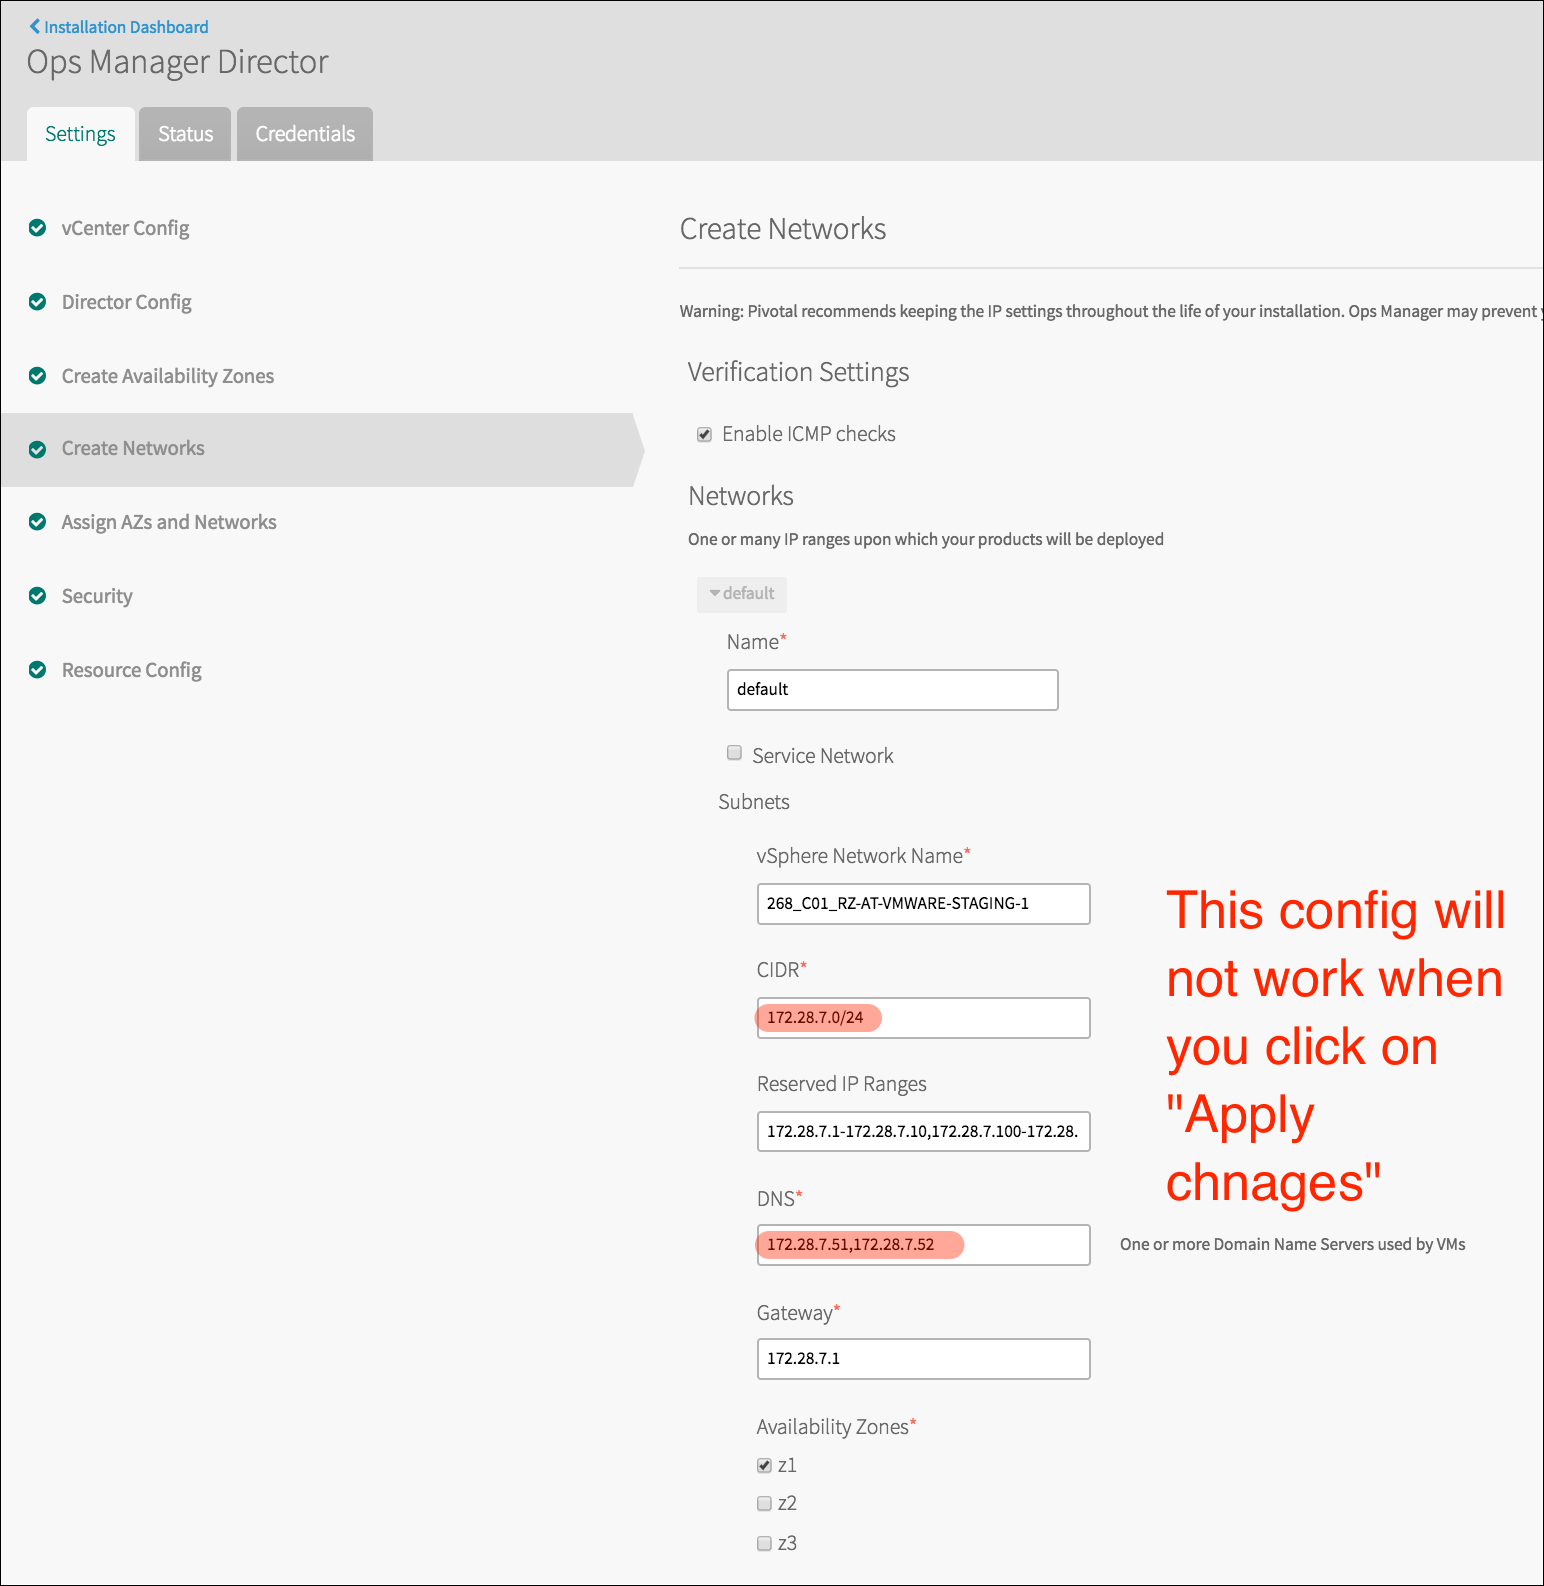 Installation Dashboard
Ops Manager Director
Settings
Status
Credentials
vCenter Config
Director Config
Create Availability Zones
Create Networks
Assign AZs and Networks
Security
Resource Config
Create Networks
Warning: Pivotal recommends keeping the IP settings throughout the life of your installation. Ops Manager may prevent
Verification Settings
Enable ICMP checks
Networks
One or many IP ranges upon which your products will be deployed
default
Name*
default
Service Network
Subnets
vSphere Network Name*
268_C01_RZ-AT-VMWARE-STAGING-1
CIDR*
172.28.7.0/24
Reserved IP Ranges
172.28.7.1-172.28.7.10,172.28.7.100-172.28.
DNS*
172.28.7.51,172.28.7.52
One or more Domain Name Servers used by VMs
Gateway*
172.28.7.1
Availability Zones*
z1
z2
z3
This config will
not work when
you click on
"Apply
chnages"